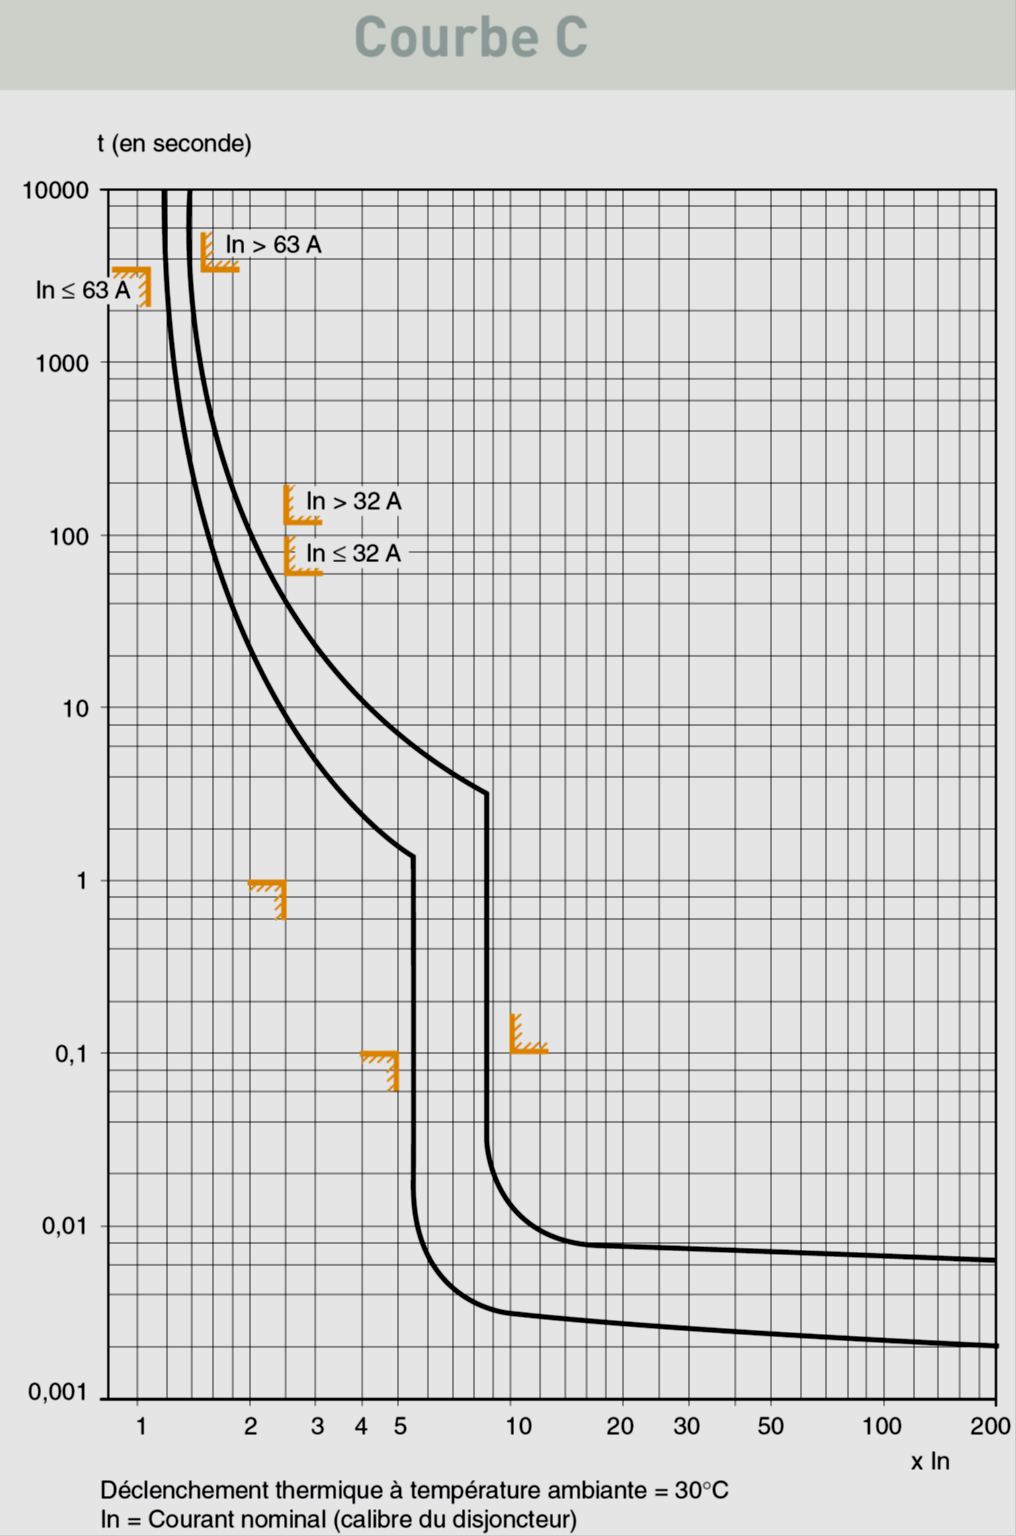 Courbe C
t (en seconde)
10000
In > 63 A
In ≤ 63 A
1000
In > 32 A
100
In ≤ 32 A
10
1
0,1
0,01
0,001
1 2 3 4 5 10 20 30 50 100 200
x In
Déclenchement thermique à température ambiante = 30°C
In = Courant nominal (calibre du disjoncteur)